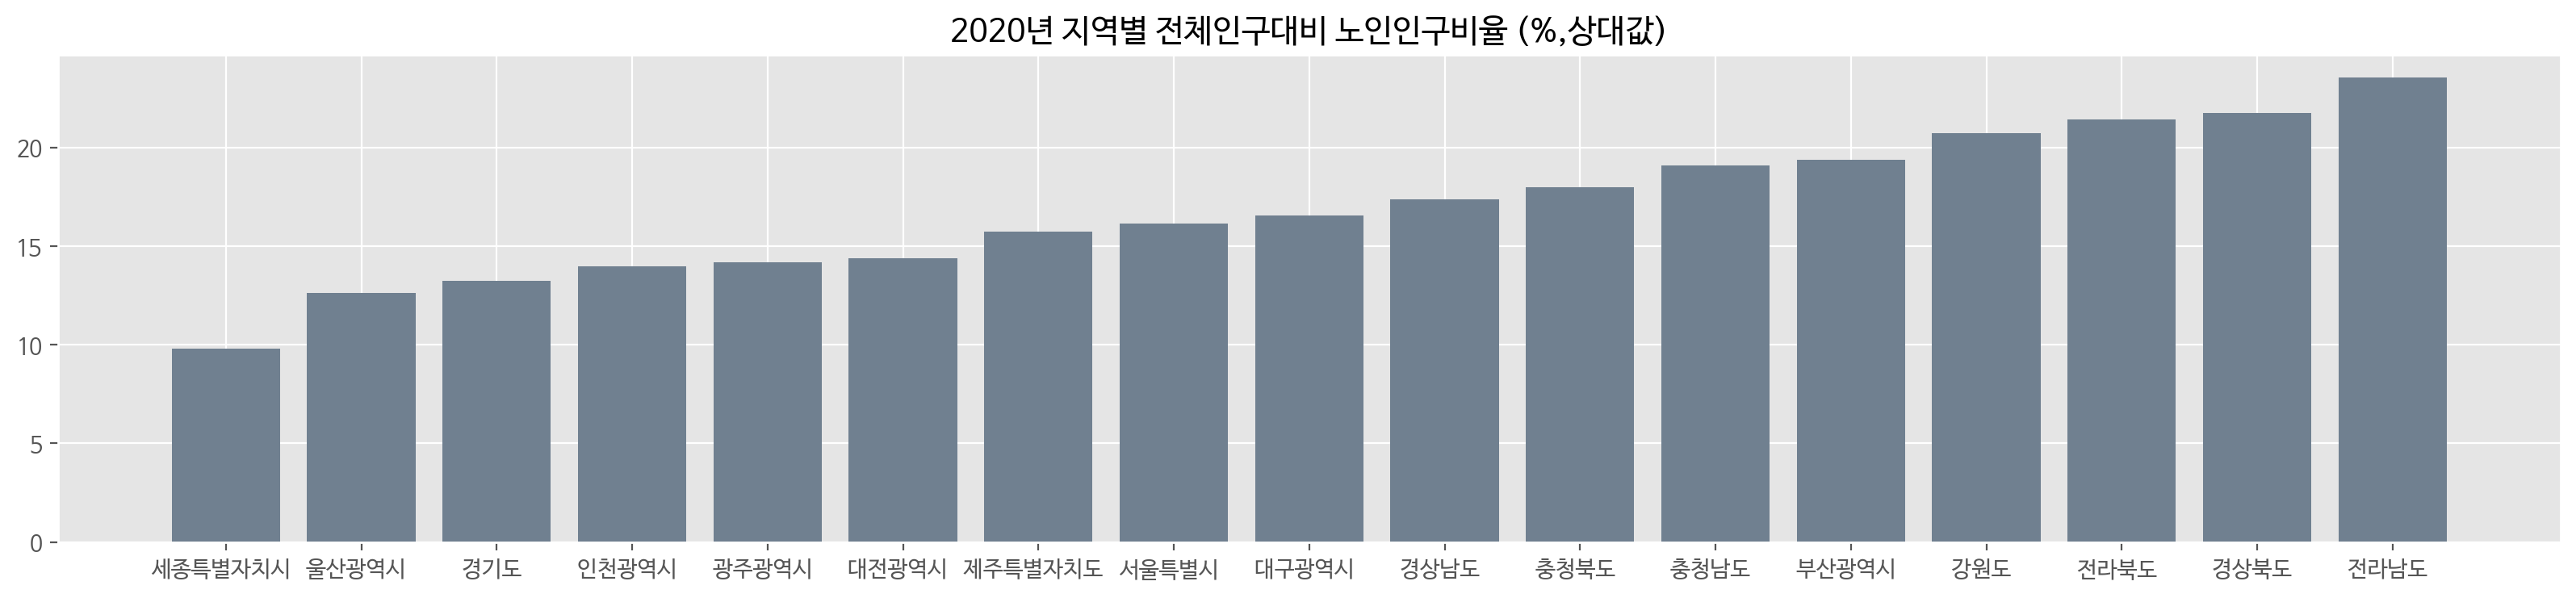 2020년 지역별 전체인구대비 노인인구비율 (%,상대값)
20
15
10
5
0
세종특별자치시 울산광역시 경기도 인천광역시 광주광역시 대전광역시 제주특별자치도 서울특별시 대구광역시 경상남도 충청북도 충청남도 부산광역시 강원도 전라북도 경상북도 전라남도